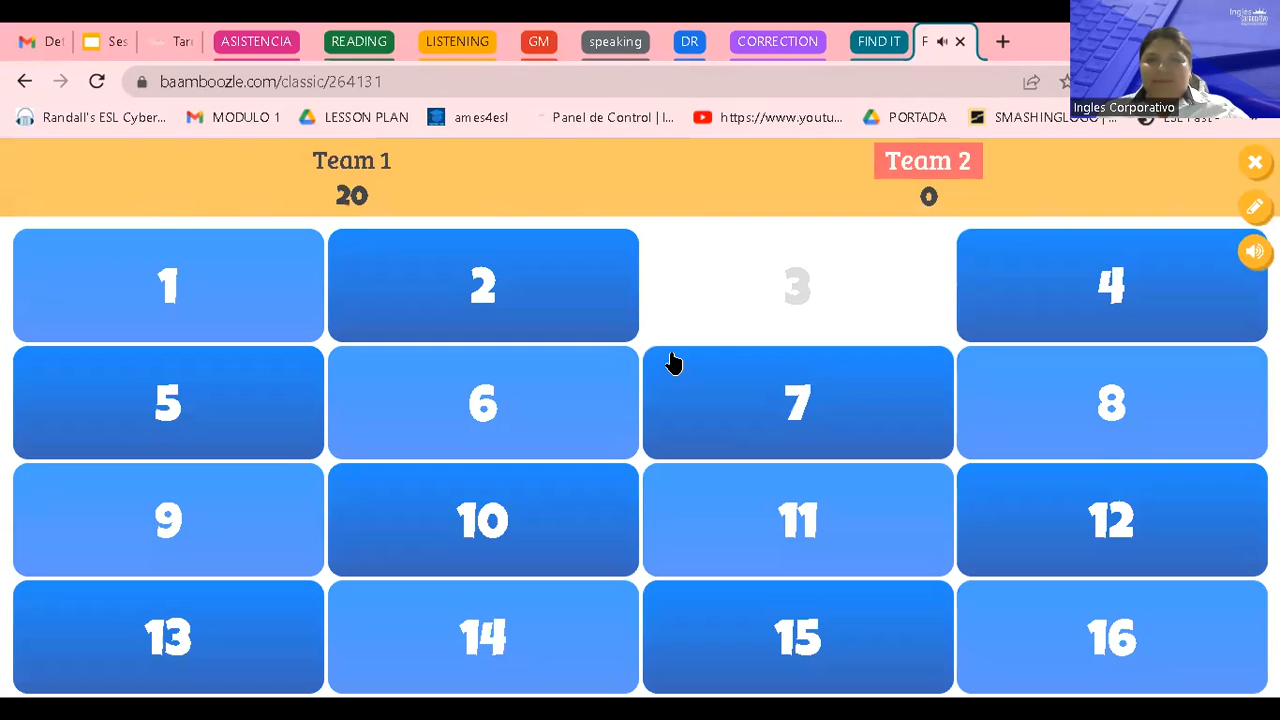 Def
Ses
Tar
ASISTENCIA
READING
LISTENING
GM
speaking
DR
CORRECTION
FIND IT
F
baamboozle.com/classic/264131
Ingles Corporativo
Randall's ESL Cyber...
MODULO 1
LESSON PLAN
ames4esl
Panel de Control | I...
https://www.youtu...
PORTADA
SMASHINGLOGO | ...
Team 1
Team 2
20
0
1
2
3
4
5
6
7
8
9
10
11
12
13
14
15
16